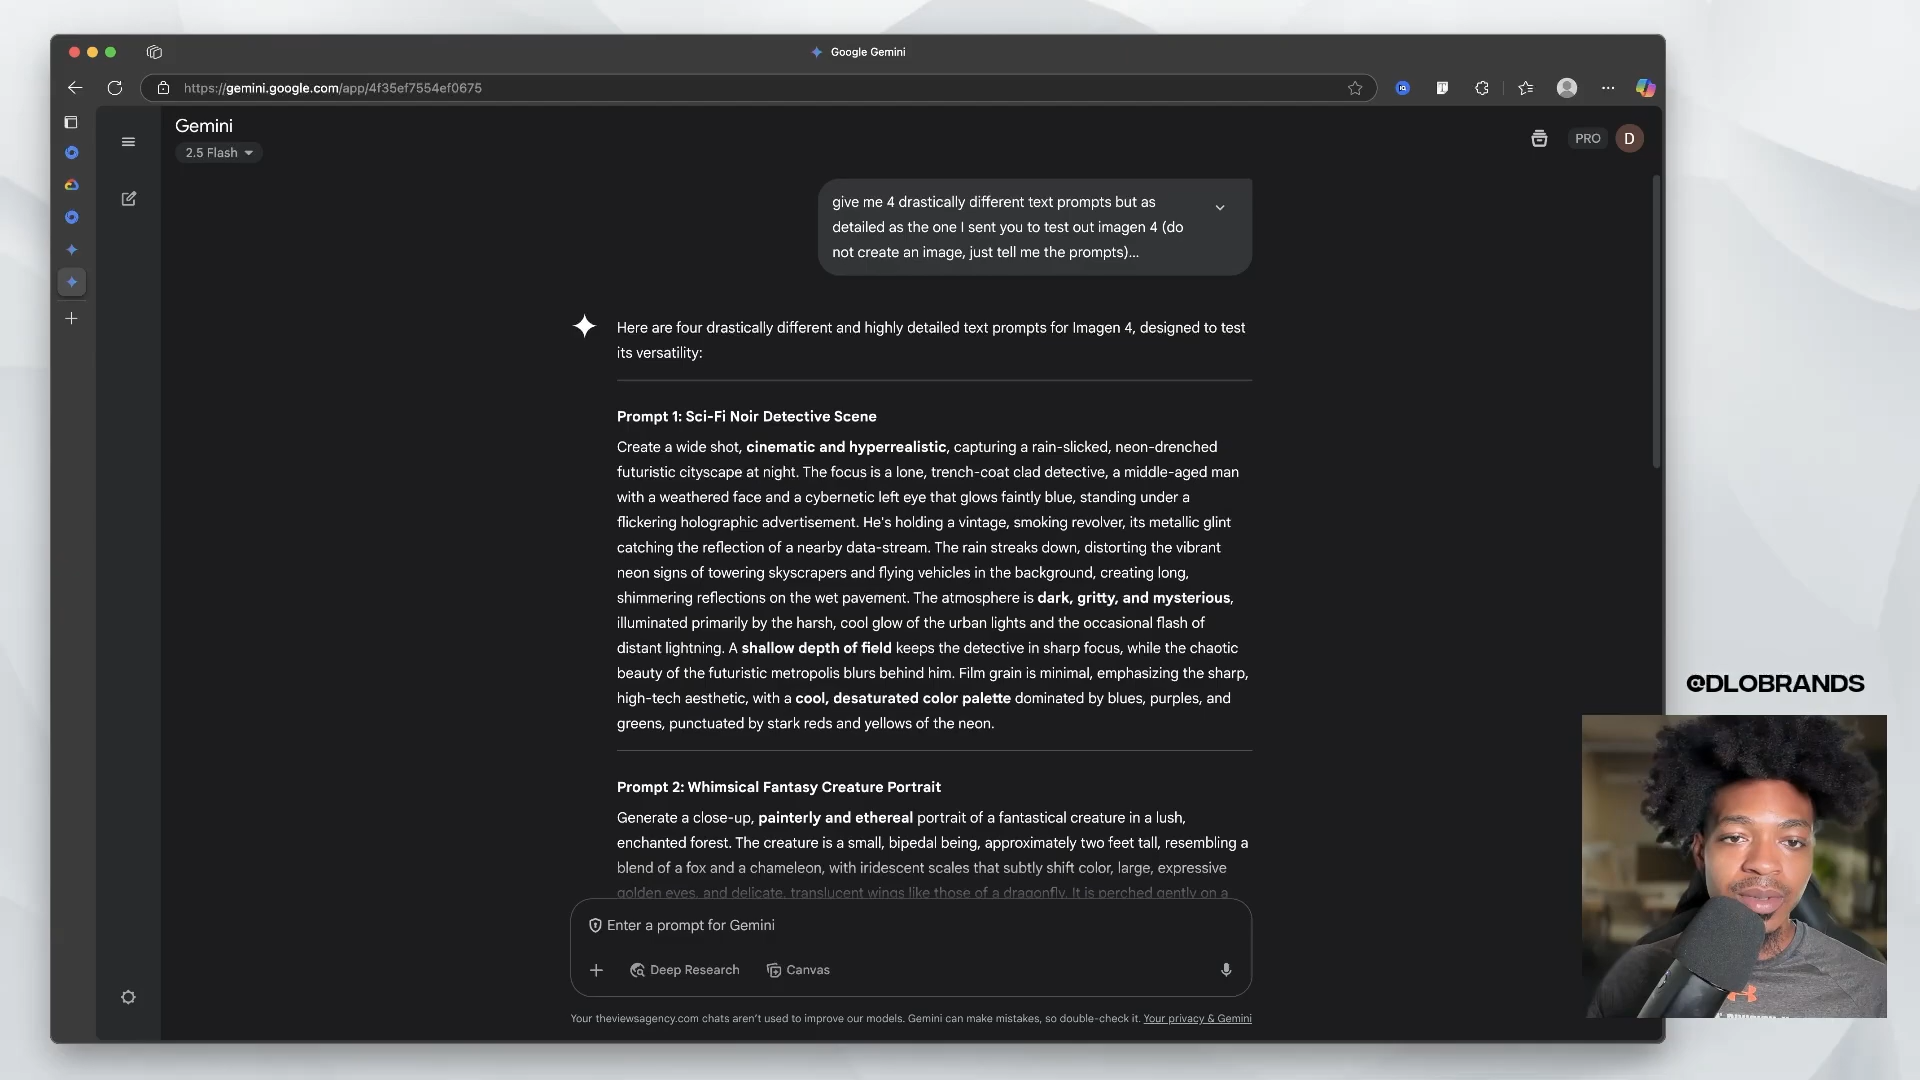 Google Gemini
https://gemini.google.com/app/4f35ef7554ef0675
Gemini
2.5 Flash
PRO
D
give me 4 drastically different text prompts but as
detailed as the one I sent you to test out imagen 4 (do
not create an image, just tell me the prompts)...
Here are four drastically different and highly detailed text prompts for Imagen 4, designed to test
its versatility:
Prompt 1: Sci-Fi Noir Detective Scene
Create a wide shot, cinematic and hyperrealistic, capturing a rain-slicked, neon-drenched
futuristic cityscape at night. The focus is a lone, trench-coat clad detective, a middle-aged man
with a weathered face and a cybernetic left eye that glows faintly blue, standing under a
flickering holographic advertisement. He's holding a vintage, smoking revolver, its metallic glint
catching the reflection of a nearby data-stream. The rain streaks down, distorting the vibrant
neon signs of towering skyscrapers and flying vehicles in the background, creating long,
shimmering reflections on the wet pavement. The atmosphere is dark, gritty, and mysterious,
illuminated primarily by the harsh, cool glow of the urban lights and the occasional flash of
distant lightning. A shallow depth of field keeps the detective in sharp focus, while the chaotic
beauty of the futuristic metropolis blurs behind him. Film grain is minimal, emphasizing the sharp,
high-tech aesthetic, with a cool, desaturated color palette dominated by blues, purples, and
greens, punctuated by stark reds and yellows of the neon.
Prompt 2: Whimsical Fantasy Creature Portrait
Generate a close-up, painterly and ethereal portrait of a fantastical creature in a lush,
enchanted forest. The creature is a small, bipedal being, approximately two feet tall, resembling a
blend of a fox and a chameleon, with iridescent scales that subtly shift color, large, expressive
golden eyes, and delicate, translucent wings like those of a dragonfly. It is perched gently on a
Enter a prompt for Gemini
Deep Research
Canvas
Your theviewsagency.com chats aren't used to improve our models. Gemini can make mistakes, so double-check it. Your privacy & Gemini
@DLOBRANDS